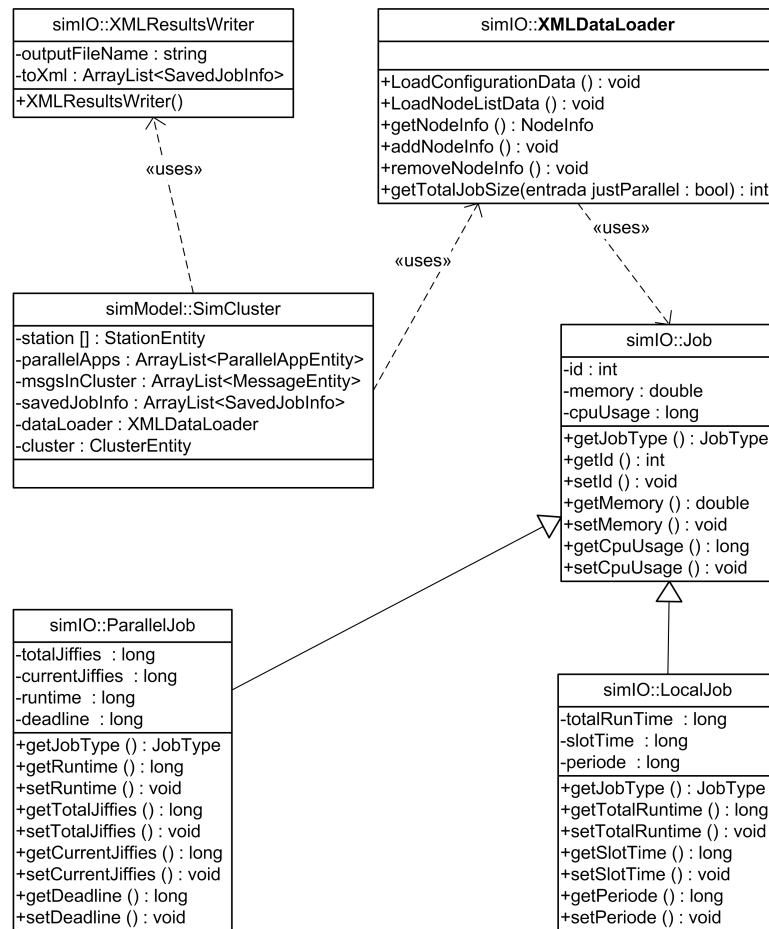 simIO::XMLResultsWriter
-outputFileName : string
-toXml : ArrayList<SavedJobInfo>
+XMLResultsWriter()
simIO::XMLDataLoader
+LoadConfigurationData () : void
+LoadNodeListData () : void
+getNodeInfo () : NodeInfo
+addNodeInfo () : void
+removeNodeInfo () : void
+getTotalJobSize(entrada justParallel : bool) : int
«uses»
«uses»
«uses»
simModel::SimCluster
-station [] : StationEntity
-parallelApps : ArrayList<ParallelAppEntity>
-msgsInCluster : ArrayList<MessageEntity>
-savedJobInfo : ArrayList<SavedJobInfo>
-dataLoader : XMLDataLoader
-cluster : ClusterEntity
simIO::Job
-id : int
-memory : double
-cpuUsage : long
+getJobType () : JobType
+getId () : int
+setId () : void
+getMemory () : double
+setMemory () : void
+getCpuUsage () : long
+setCpuUsage () : void
simIO::ParallelJob
-totalJiffies : long
-currentJiffies : long
-runtime : long
-deadline : long
+getJobType () : JobType
+getRuntime () : long
+setRuntime () : void
+getTotalJiffies () : long
+setTotalJiffies () : void
+getCurrentJiffies () : long
+setCurrentJiffies () : void
+getDeadline () : long
+setDeadline () : void
simIO::LocalJob
-totalRunTime : long
-slotTime : long
-periode : long
+getJobType () : JobType
+getTotalRuntime () : long
+setTotalRuntime () : void
+getSlotTime () : long
+setSlotTime () : void
+getPeriode () : long
+setPeriode () : void